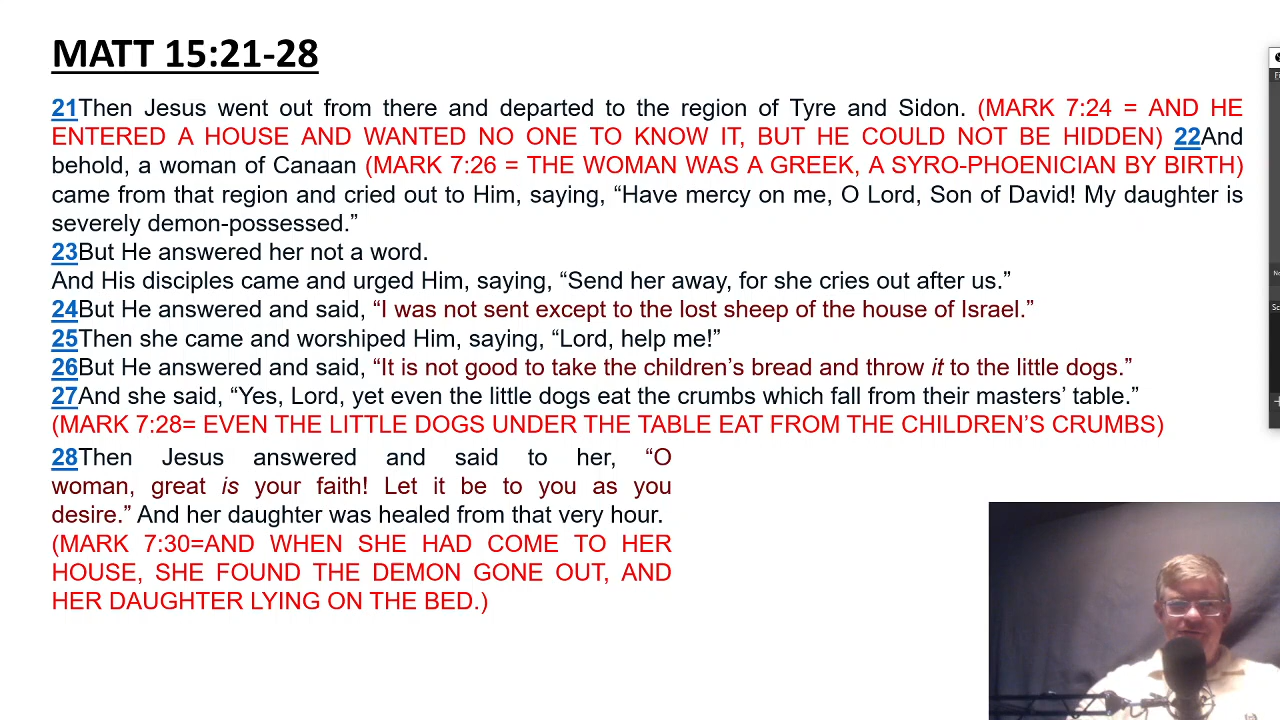 MATT 15:21-28
21Then Jesus went out from there and departed to the region of Tyre and Sidon. (MARK 7:24 = AND HE
ENTERED A HOUSE AND WANTED NO ONE TO KNOW IT, BUT HE COULD NOT BE HIDDEN) 22And
behold, a woman of Canaan (MARK 7:26 = THE WOMAN WAS A GREEK, A SYRO-PHOENICIAN BY BIRTH)
came from that region and cried out to Him, saying, “Have mercy on me, O Lord, Son of David! My daughter is
severely demon-possessed.”
23But He answered her not a word.
And His disciples came and urged Him, saying, “Send her away, for she cries out after us.”
24But He answered and said, “I was not sent except to the lost sheep of the house of Israel.”
25Then she came and worshiped Him, saying, “Lord, help me!”
26But He answered and said, “It is not good to take the children’s bread and throw it to the little dogs.”
27And she said, “Yes, Lord, yet even the little dogs eat the crumbs which fall from their masters’ table.”
(MARK 7:28= EVEN THE LITTLE DOGS UNDER THE TABLE EAT FROM THE CHILDREN’S CRUMBS)
28Then Jesus answered and said to her, “O
woman, great is your faith! Let it be to you as you
desire.” And her daughter was healed from that very hour.
(MARK 7:30=AND WHEN SHE HAD COME TO HER
HOUSE, SHE FOUND THE DEMON GONE OUT, AND
HER DAUGHTER LYING ON THE BED.)